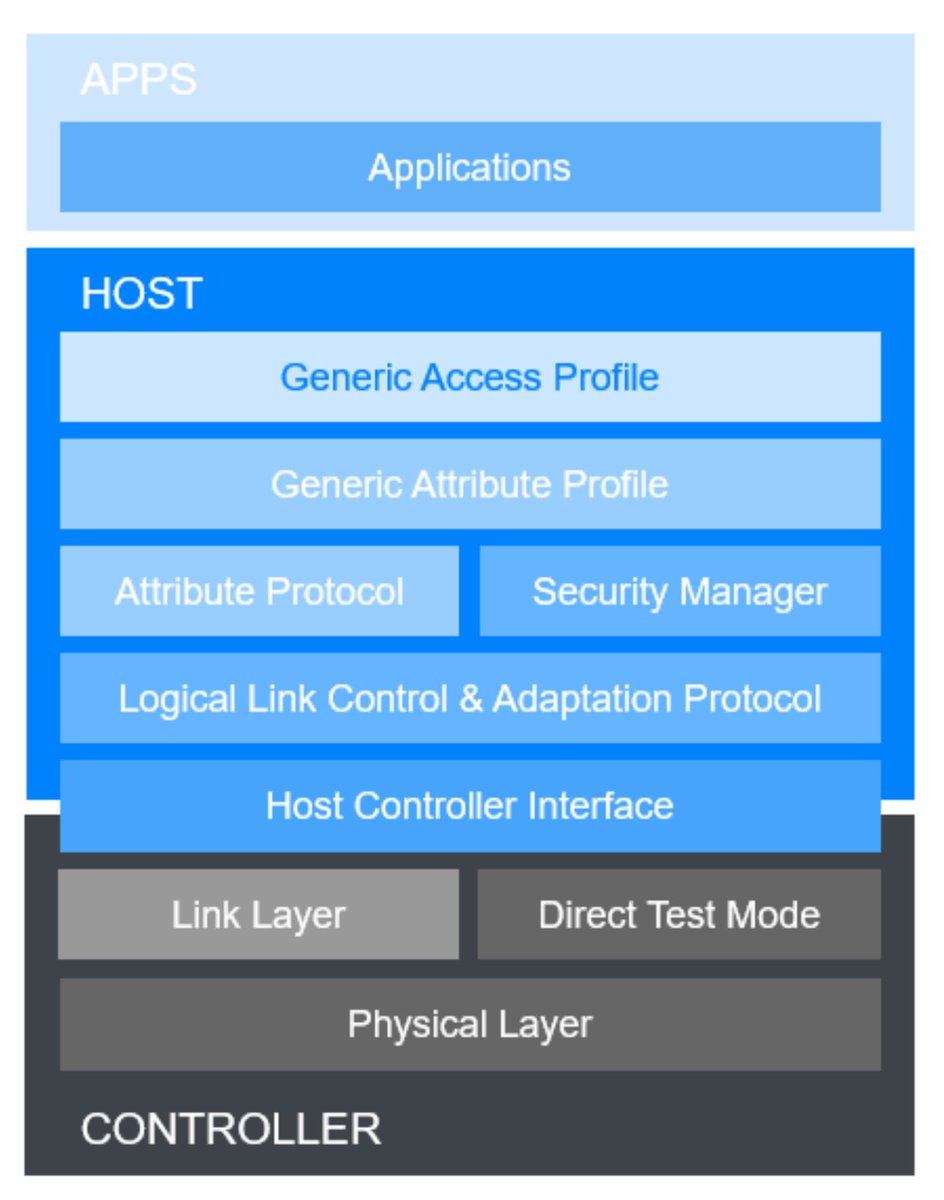 APPS
Applications
HOST
Generic Access Profile
Generic Attribute Profile
Attribute Protocol
Security Manager
Logical Link Control & Adaptation Protocol
Host Controller Interface
Link Layer
Direct Test Mode
Physical Layer
CONTROLLER